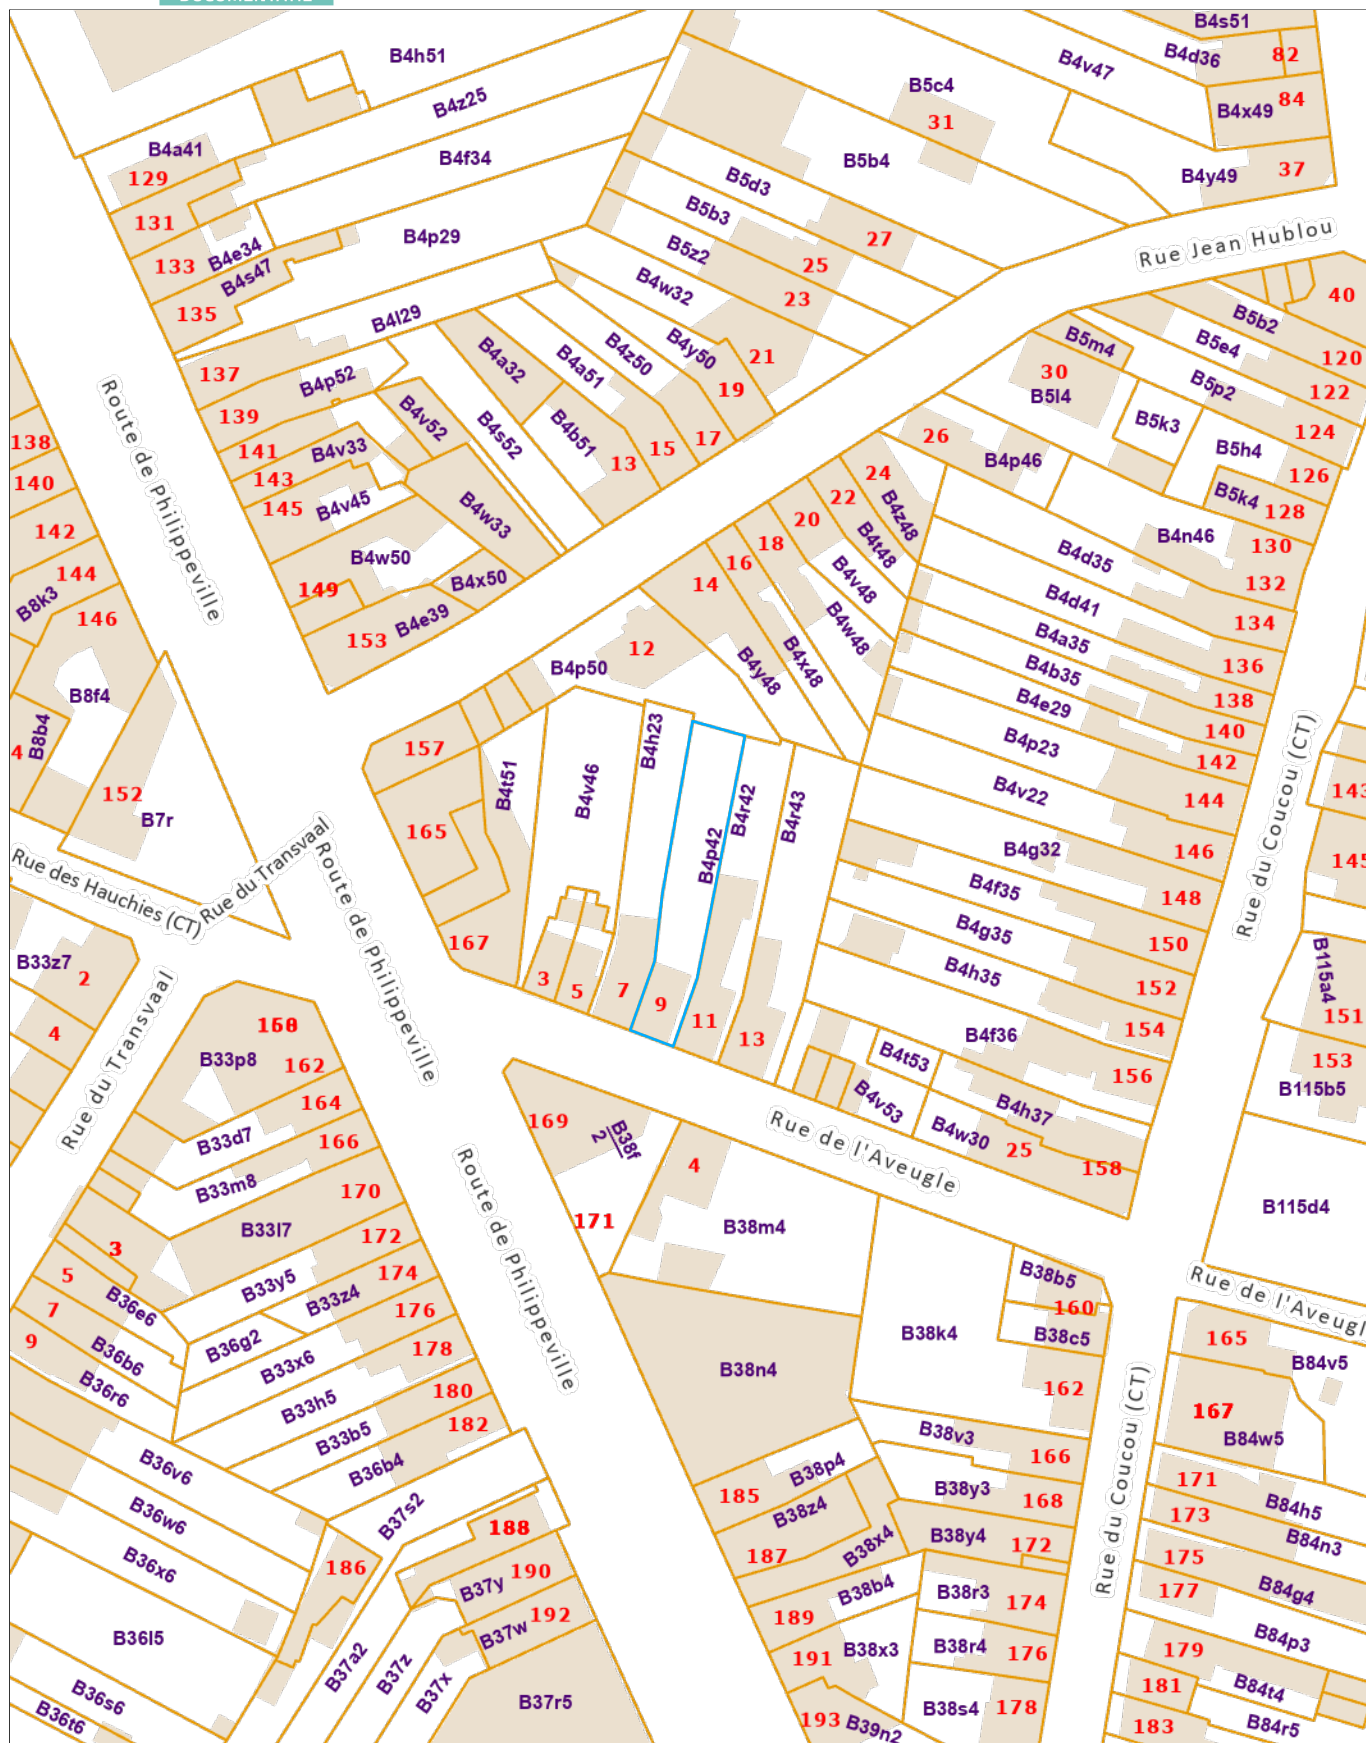 B4s51
B4h51
B4d36
82
B4v47
B5c4
B4z25
84
B4x49
31
B4a41
B4f34
B5b4
129
B4y49
37
B5d3
131
B5b3
B4p29
27
B4e34
Rue Jean Hublou
133
B5z2
25
B4s47
B4w32
23
40
135
B4l29
B5b2
B5m4
B5e4
B4y50
B4z50
21
120
B4a32
B4a51
137
B4p52
30
B5p2
B5l4
19
122
139
B4v52
B5k3
B4s52
B4b51
26
124
138
17
15
B5h4
141
B4v33
13
B4p46
143
24
126
140
B5k4
145
B4v45
22
128
B4z48
B4w33
20
142
Route de Philippeville
B4n46
130
18
B4t48
B4w50
B4d35
16
144
B4x50
B4v48
14
132
149
B8k3
B4d41
146
B4e39
134
153
B4w48
B4a35
12
B4x48
136
B4p50
B4y48
B4b35
B8f4
138
B4e29
B8b4
B4h23
140
B4p23
157
4
142
B4t51
B4v46
B4v22
143
152
B4r42
144
B7r
B4r43
165
Rue du Transvaal
B4p42
B4g32
146
145
Rue du Coucou (CT)
Rue des Hauchies (CT)
B4f35
148
B4g35
167
150
B33z7
2
Route de Philippeville
B4h35
B115a4
3
5
7
9
152
11
151
4
158
154
B4f36
13
Rue du Transvaal
B33p8
162
B4t53
153
156
B115b5
164
B4v53
B4h37
169
B38f
2
B33d7
166
Rue de l'Aveugle
B4w30
25
4
158
B33m8
170
B115d4
B33l7
171
B38m4
172
3
174
Route de Philippeville
B38b5
5
B33y5
Rue de l'Aveugl
B33z4
B36e6
7
176
160
B38k4
B38c5
165
9
B36g2
178
B36b6
B33x6
B84v5
B38n4
B36r6
180
162
B33h5
167
182
B33b5
B38v3
B84w5
166
B36v6
B36b4
B38p4
171
B38y3
185
168
B84h5
B36w6
B37s2
B38z4
173
188
B38y4
B84n3
172
B38x4
187
175
B36x6
186
190
B37y
Rue du Coucou (CT)
177
B84g4
B38b4
B38r3
174
192
189
B36l5
B37w
B84p3
B38r4
179
191
B38x3
176
B37a2
B37z
181
B84t4
B37x
B36s6
B37r5
B38s4
178
B36t6
193
B39n2
183
B84r5